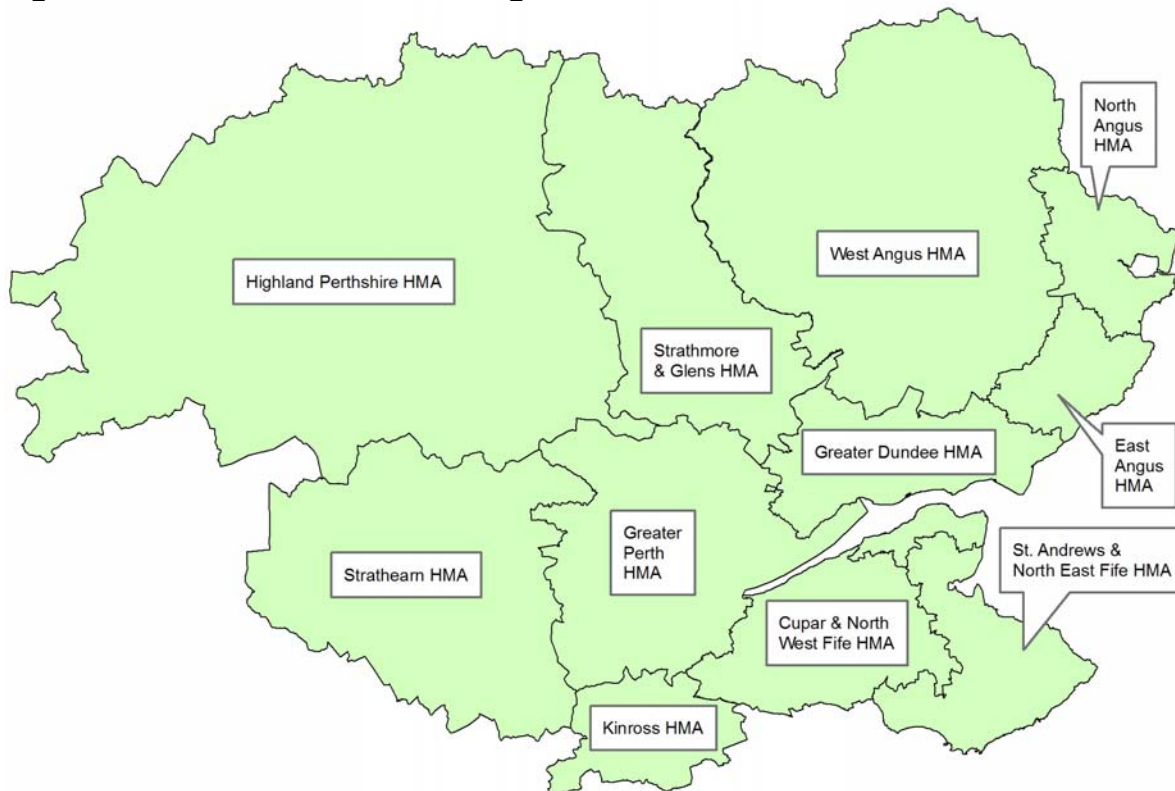 North
Angus
HMA
West Angus HMA
Highland Perthshire HMA
Strathmore
& Glens HMA
Greater Dundee HMA
East
Angus
HMA
Greater
Perth
HMA
St. Andrews &
North East Fife HMA
Strathearn HMA
Cupar & North
West Fife HMA
Kinross HMA